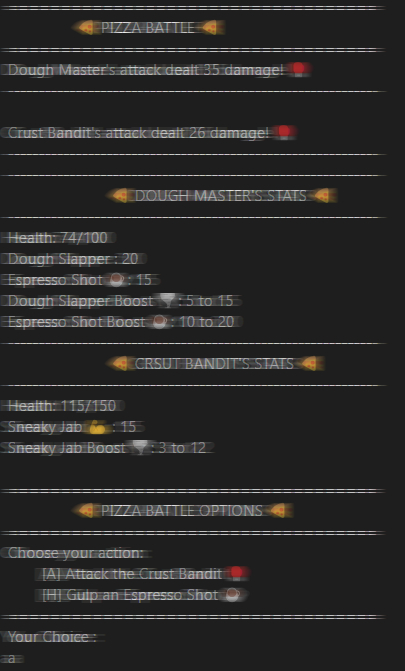 PIZZA BATTLE
Dough Master's attack dealt 35 damage!
Crust Bandit's attack dealt 26 damage!
DOUGH MASTER'S STATS
Health: 74/100
Dough Slapper : 20
Espresso Shot : 15
Dough Slapper Boost : 5 to 15
Espresso Shot Boost : 10 to 20
CRSUT BANDIT'S STATS
Health: 115/150
Sneaky Jab : 15
Sneaky Jab Boost : 3 to 12
PIZZA BATTLE OPTIONS
Choose your action:
[A] Attack the Crust Bandit
[H] Gulp an Espresso Shot
Your Choice :
a